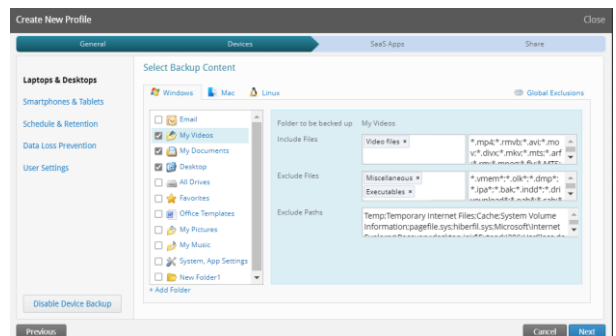 Create New Profile
Close
General
Devices
SaaS Apps
Share
Laptops & Desktops
Smartphones & Tablets
Schedule & Retention
Data Loss Prevention
User Settings
Disable Device Backup
Select Backup Content
Windows
Mac
Linux
Global Exclusions
Email
My Videos
My Documents
Desktop
All Drives
Favorites
Office Templates
My Pictures
My Music
System, App Settings
New Folder1
+ Add Folder
Folder to be backed up
My Videos
Include Files
Video files ×
*.mp4;*.rmvb;*.avi;*.mo
v;*.divx;*.mkv;*.mts;*.arf
Exclude Files
Miscellaneous ×
Executables ×
*.vmem*;*.olk*;*.dmp*;
*.ipa*;*.bak;*.indd*;*.dri
Exclude Paths
Temp;Temporary Internet Files;Cache;System Volume
Information;pagefile.sys;hiberfil.sys;Microsoft\Internet
Previous
Cancel
Next